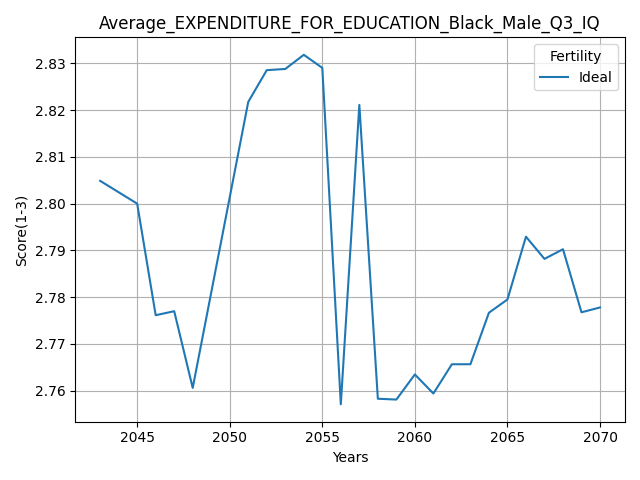 Average_EXPENDITURE_FOR_EDUCATION_Black_Male_Q3_IQ
Fertility
Ideal
2.83
2.82
2.81
2.80
2.79
2.78
2.77
2.76
Score(1-3)
2045 2050 2055 2060 2065 2070
Years